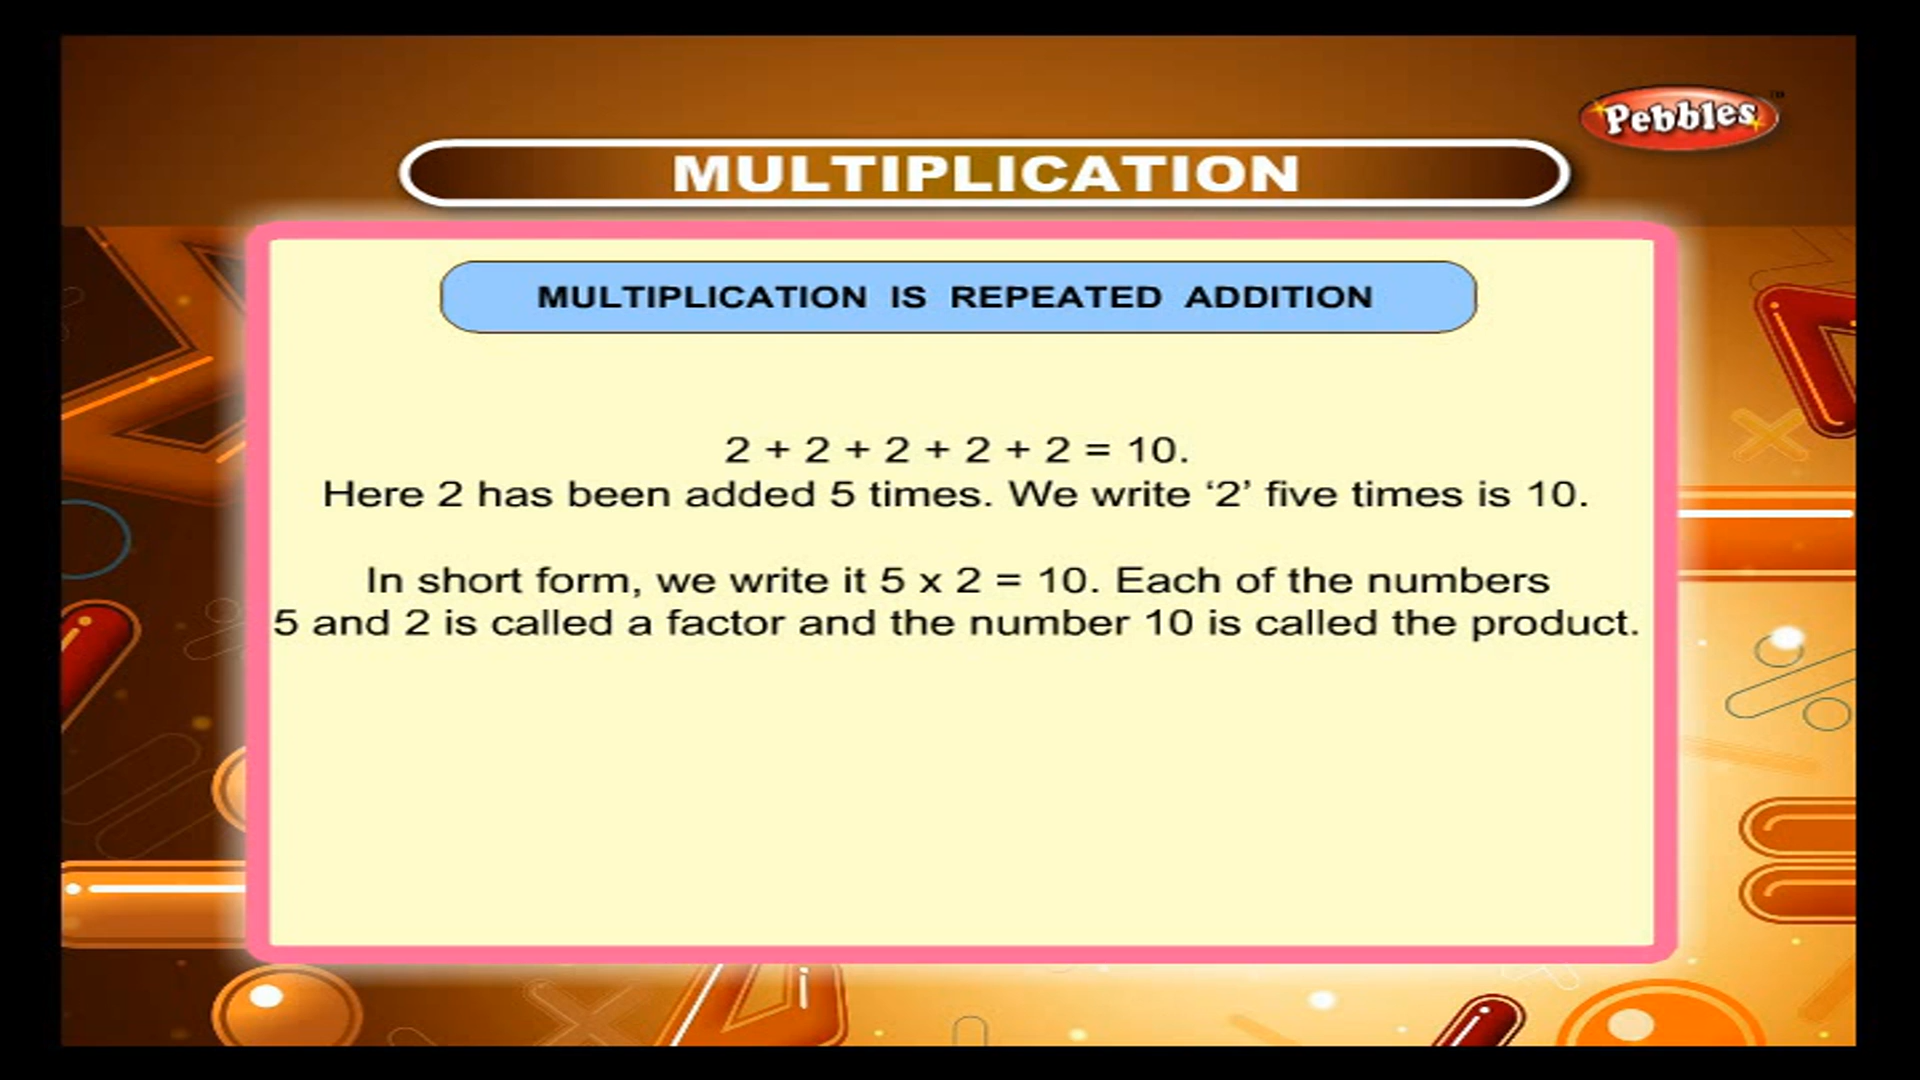 Pebbles™
MULTIPLICATION
MULTIPLICATION IS REPEATED ADDITION
2 + 2 + 2 + 2 + 2 = 10.
Here 2 has been added 5 times. We write ‘2’ five times is 10.
In short form, we write it 5 x 2 = 10. Each of the numbers
5 and 2 is called a factor and the number 10 is called the product.